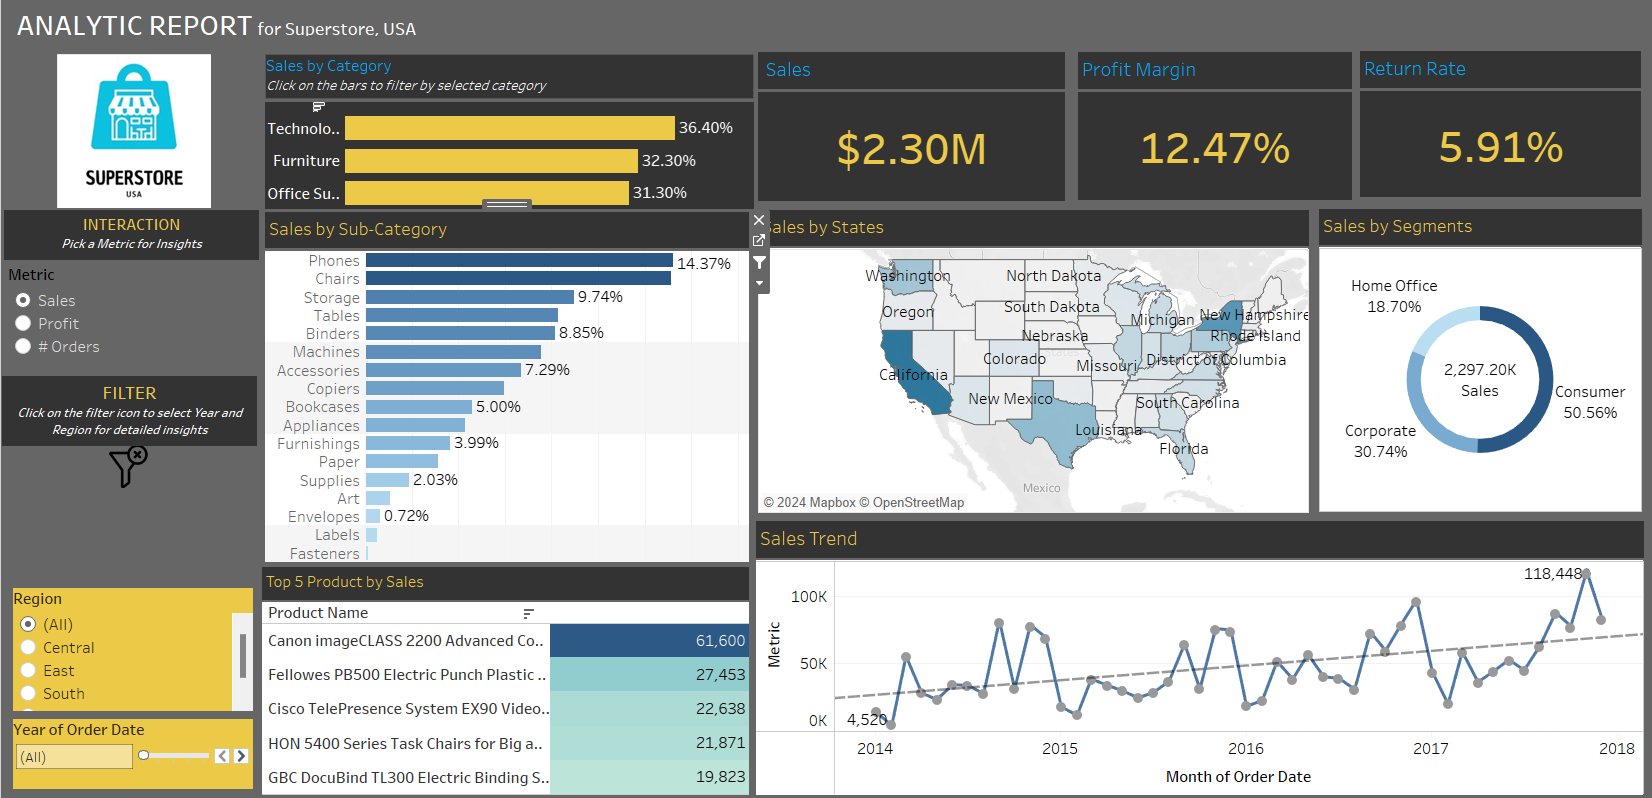 ANALYTIC REPORT for Superstore, USA
SUPERSTORE
USA
INTERACTION
Pick a Metric for Insights
Metric
Sales
Profit
# Orders
FILTER
Click on the filter icon to select Year and
Region for detailed insights
Region
(All)
Central
East
South
Year of Order Date
(All)
Sales by Category
Click on the bars to filter by selected category
Technolo.. 36.40%
Furniture 32.30%
Office Su.. 31.30%
Sales
$2.30M
Profit Margin
12.47%
Return Rate
5.91%
Sales by Sub-Category
Phones 14.37%
Chairs
Storage 9.74%
Tables
Binders 8.85%
Machines
Accessories 7.29%
Copiers
Bookcases 5.00%
Appliances
Furnishings 3.99%
Paper
Supplies 2.03%
Art
Envelopes 0.72%
Labels
Fasteners
Top 5 Product by Sales
Product Name
Canon imageCLASS 2200 Advanced Co.. 61,600
Fellowes PB500 Electric Punch Plastic .. 27,453
Cisco TelePresence System EX90 Video.. 22,638
HON 5400 Series Task Chairs for Big a.. 21,871
GBC DocuBind TL300 Electric Binding S.. 19,823
Sales by States
Washington
North Dakota
Oregon
South Dakota
Michigan
New Hampshire
Nebraska
Rhode Island
Colorado
Missouri
District of Columbia
California
New Mexico
South Carolina
Louisiana
Florida
Mexico
© 2024 Mapbox © OpenStreetMap
Sales by Segments
Home Office
18.70%
2,297.20K
Sales
Consumer
50.56%
Corporate
30.74%
Sales Trend
Metric
100K
50K
0K
118,448
4,520
2014 2015 2016 2017 2018
Month of Order Date